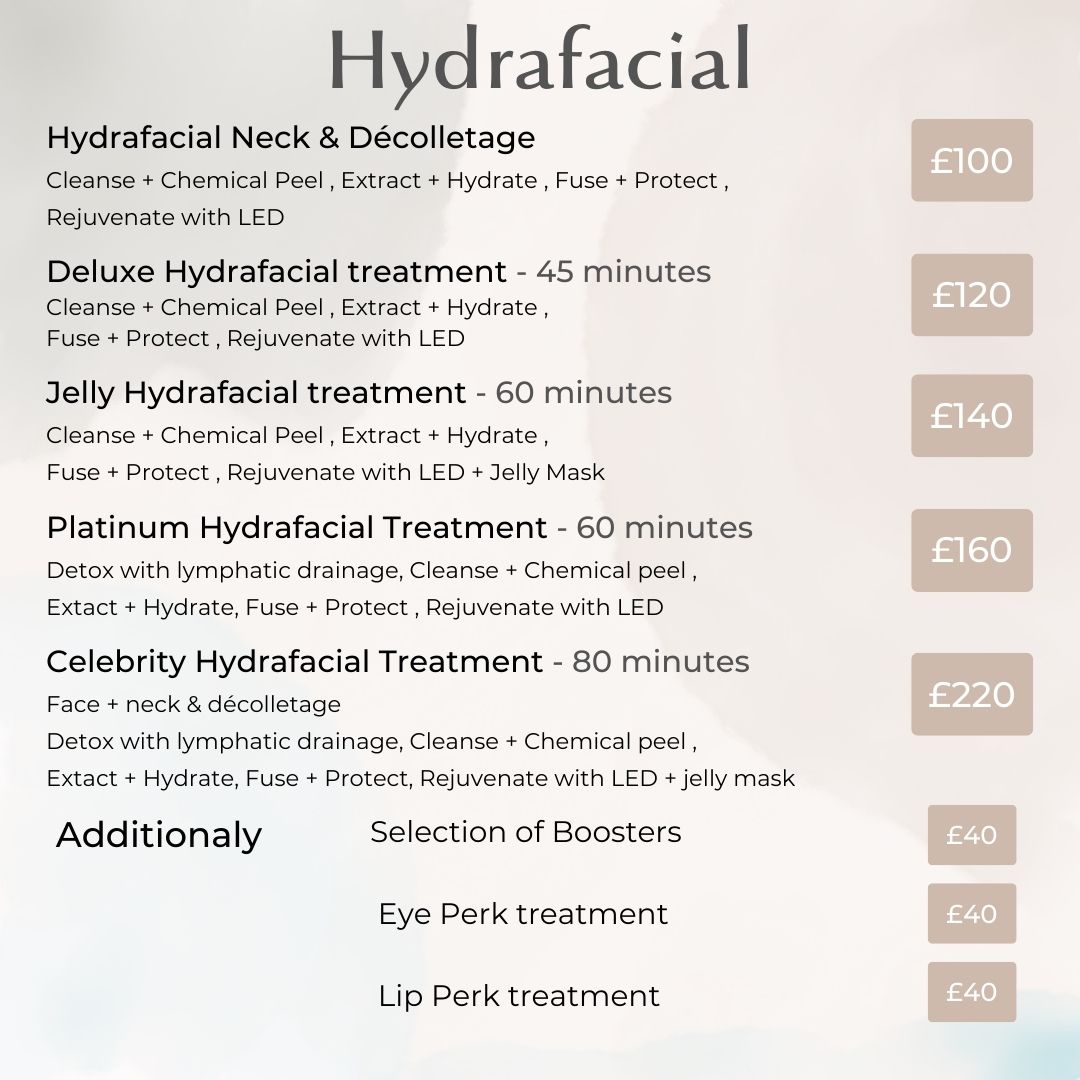 Hydrafacial
Hydrafacial Neck & Décolletage
£100
Cleanse + Chemical Peel , Extract + Hydrate , Fuse + Protect ,
Rejuvenate with LED
Deluxe Hydrafacial treatment - 45 minutes
£120
Cleanse + Chemical Peel , Extract + Hydrate ,
Fuse + Protect , Rejuvenate with LED
Jelly Hydrafacial treatment - 60 minutes
£140
Cleanse + Chemical Peel , Extract + Hydrate ,
Fuse + Protect , Rejuvenate with LED + Jelly Mask
Platinum Hydrafacial Treatment - 60 minutes
£160
Detox with lymphatic drainage, Cleanse + Chemical peel ,
Extact + Hydrate, Fuse + Protect , Rejuvenate with LED
Celebrity Hydrafacial Treatment - 80 minutes
£220
Face + neck & décolletage
Detox with lymphatic drainage, Cleanse + Chemical peel ,
Extact + Hydrate, Fuse + Protect, Rejuvenate with LED + jelly mask
Additionaly
Selection of Boosters £40
Eye Perk treatment £40
Lip Perk treatment £40